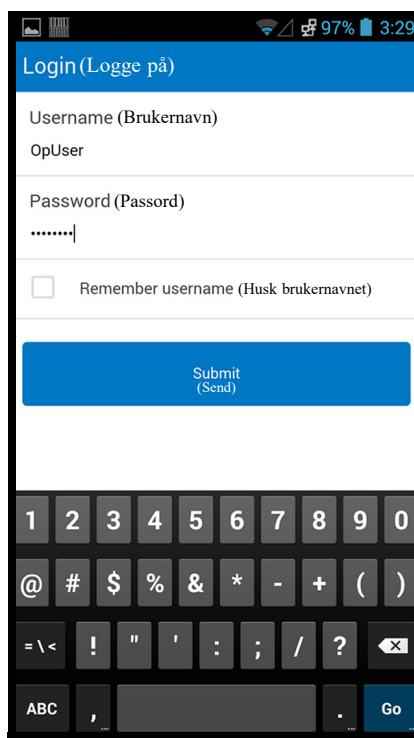 97% 3:29
Login (Logge på)
Username (Brukernavn)
OpUser
Password (Passord)
••••••••
Remember username (Husk brukernavnet)
Submit
(Send)
1 2 3 4 5 6 7 8 9 0
@ # $ % & * - + ( )
= \ < ! " ' : ; / ?
ABC , . Go